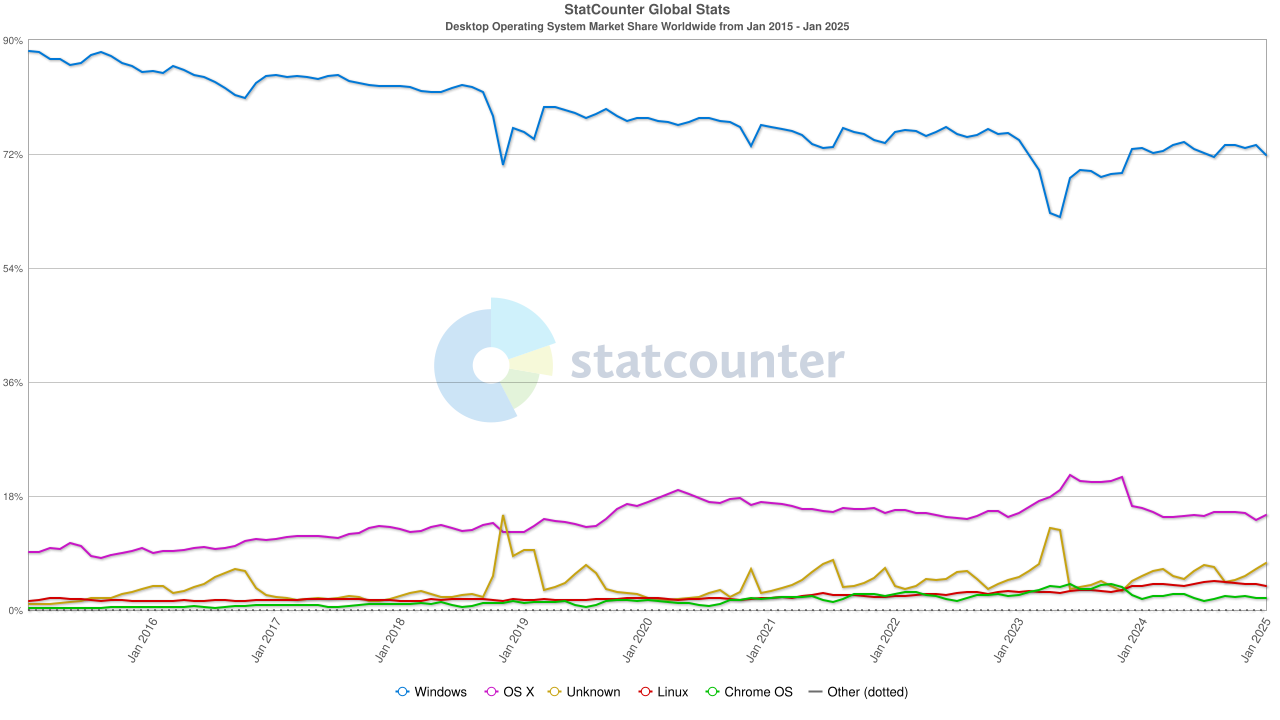 StatCounter Global Stats
Desktop Operating System Market Share Worldwide from Jan 2015 - Jan 2025
90%
72%
54%
36%
18%
0%
statcounter
Jan 2016
Jan 2017
Jan 2018
Jan 2019
Jan 2020
Jan 2021
Jan 2022
Jan 2023
Jan 2024
Jan 2025
Windows OS X Unknown Linux Chrome OS Other (dotted)